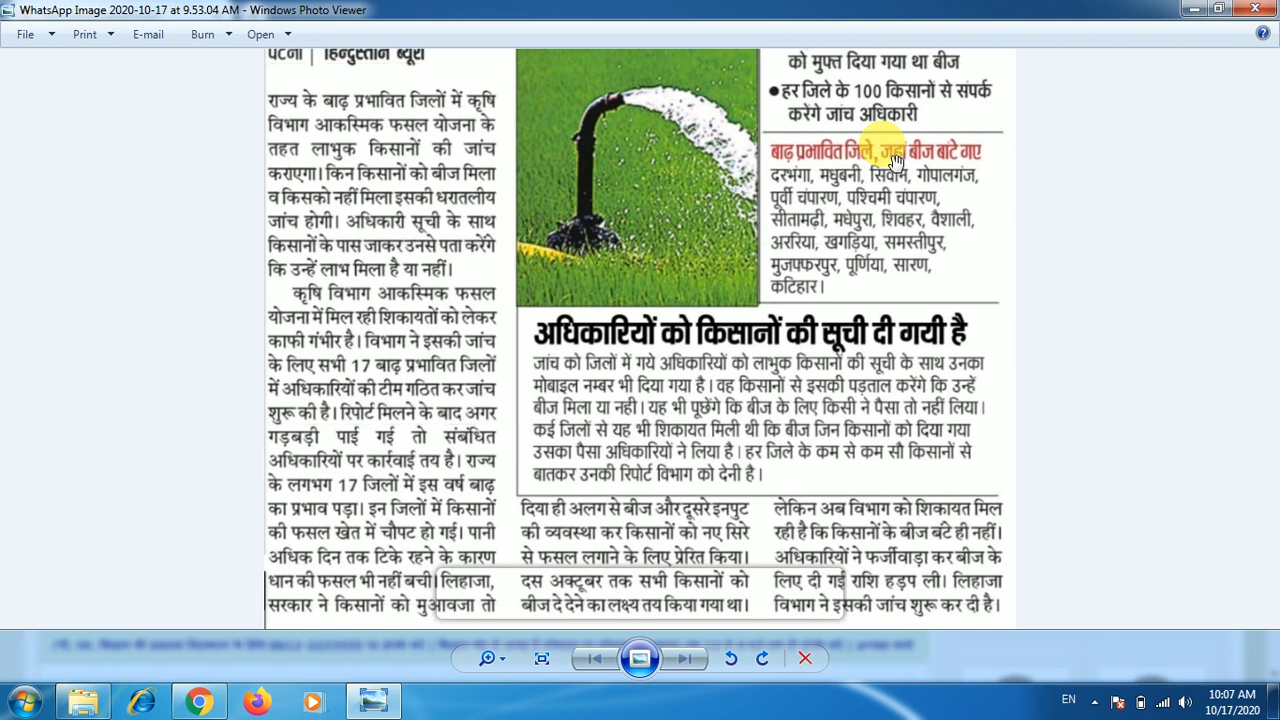 WhatsApp Image 2020-10-17 at 9.53.04 AM - Windows Photo Viewer
File Print E-mail Burn Open
पटना | हिन्दुस्तान ब्यूरो
राज्य के बाढ़ प्रभावित जिलों में कृषि
विभाग आकस्मिक फसल योजना के
तहत लाभुक किसानों की जांच
कराएगा। किन किसानों को बीज मिला
व किसको नहीं मिला इसकी धरातलीय
जांच होगी। अधिकारी सूची के साथ
किसानों के पास जाकर उनसे पता करेंगे
कि उन्हें लाभ मिला है या नहीं।
कृषि विभाग आकस्मिक फसल
योजना में मिल रही शिकायतों को लेकर
काफी गंभीर है। विभाग ने इसकी जांच
के लिए सभी 17 बाढ़ प्रभावित जिलों
में अधिकारियों की टीम गठित कर जांच
शुरू की है। रिपोर्ट मिलने के बाद अगर
गड़बड़ी पाई गई तो संबंधित
अधिकारियों पर कार्रवाई तय है। राज्य
के लगभग 17 जिलों में इस वर्ष बाढ़
का प्रभाव पड़ा। इन जिलों में किसानों
की फसल खेत में चौपट हो गई। पानी
अधिक दिन तक टिके रहने के कारण
धान की फसल भी नहीं बची। लिहाजा,
सरकार ने किसानों को मुआवजा तो
को मुफ्त दिया गया था बीज
●हर जिले के 100 किसानों से संपर्क
करेंगे जांच अधिकारी
बाढ़ प्रभावित जिले, जहां बीज बांटे गए
दरभंगा, मधुबनी, सिवान, गोपालगंज,
पूर्वी चंपारण, पश्चिमी चंपारण,
सीतामढ़ी, मधेपुरा, शिवहर, वैशाली,
अररिया, खगड़िया, समस्तीपुर,
मुजफ्फरपुर, पूर्णिया, सारण,
कटिहार।
अधिकारियों को किसानों की सूची दी गयी है
जांच को जिलों में गये अधिकारियों को लाभुक किसानों की सूची के साथ उनका
मोबाइल नम्बर भी दिया गया है। वह किसानों से इसकी पड़ताल करेंगे कि उन्हें
बीज मिला या नही। यह भी पूछेंगे कि बीज के लिए किसी ने पैसा तो नहीं लिया।
कई जिलों से यह भी शिकायत मिली थी कि बीज जिन किसानों को दिया गया
उसका पैसा अधिकारियों ने लिया है। हर जिले के कम से कम सौ किसानों से
बातकर उनकी रिपोर्ट विभाग को देनी है।
दिया ही अलग से बीज और दूसरे इनपुट
की व्यवस्था कर किसानों को नए सिरे
से फसल लगाने के लिए प्रेरित किया।
दस अक्टूबर तक सभी किसानों को
बीज दे देने का लक्ष्य तय किया गया था।
लेकिन अब विभाग को शिकायत मिल
रही है कि किसानों के बीज बंटे ही नहीं।
अधिकारियों ने फर्जीवाड़ा कर बीज के
लिए दी गई राशि हड़प ली। लिहाजा
विभाग ने इसकी जांच शुरू कर दी है।
EN
10:07 AM
10/17/2020